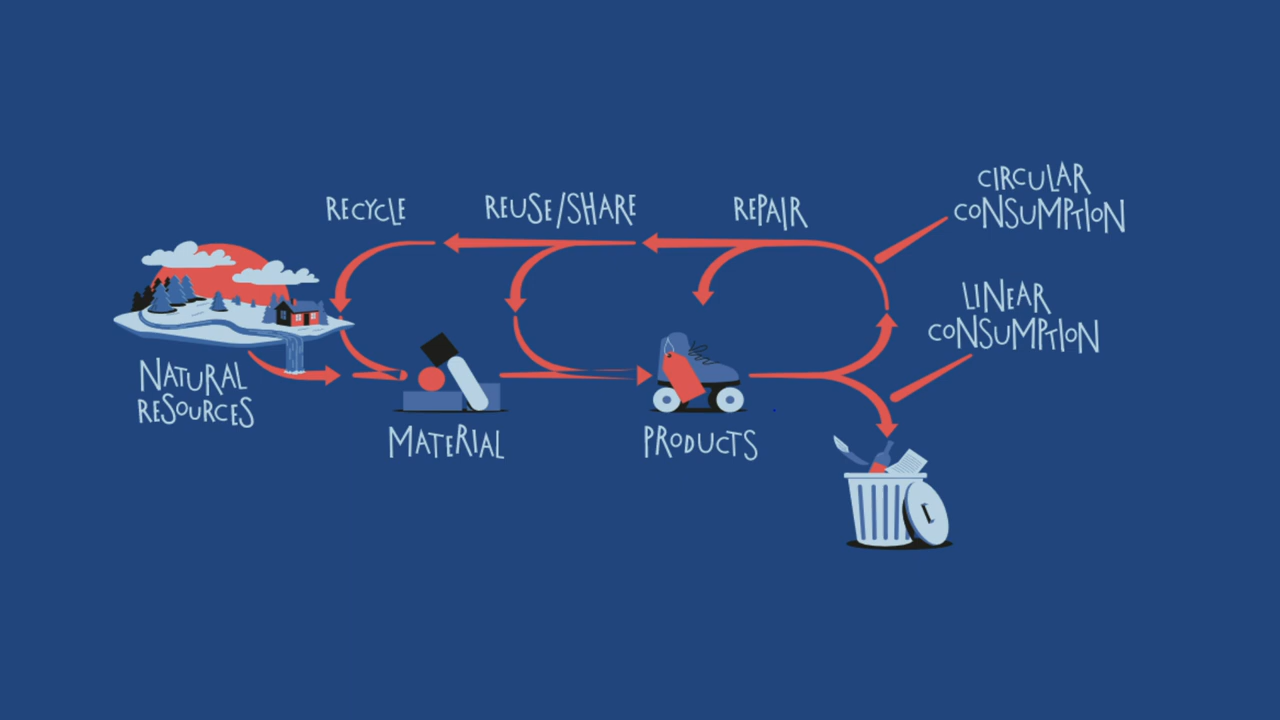 CIRCULAR
CONSUMPTION
RECYCLE
REUSE/SHARE
REPAIR
LINEAR
CONSUMPTION
NATURAL
RESOURCES
MATERIAL
PRODUCTS